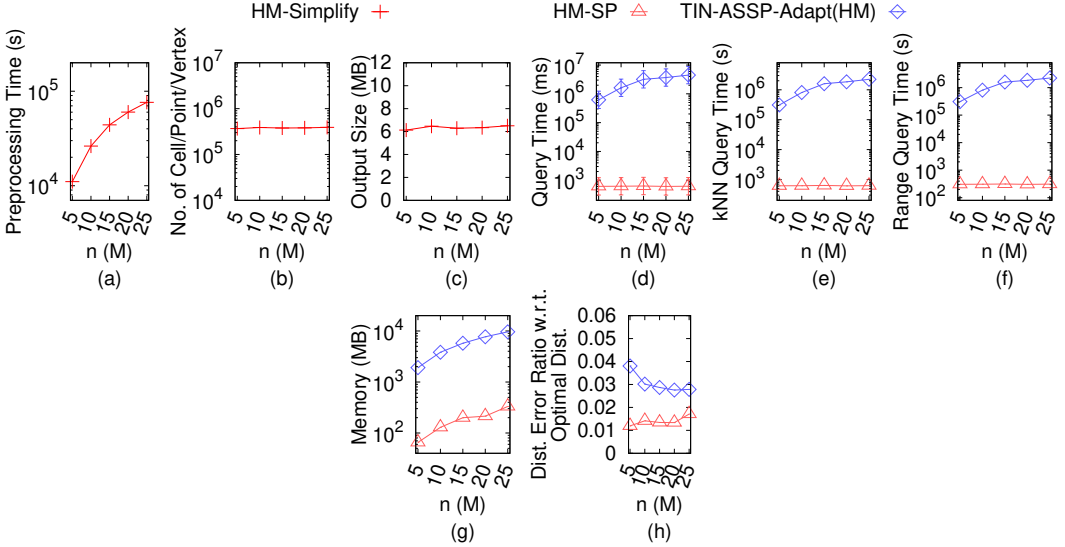 HM-Simplify HM-SP TIN-ASSP-Adapt(HM)
Preprocessing Time (s)
10^5
10^4
5 10 15 20 25
n (M)
(a)
No. of Cell/Point/Vertex
10^7
10^6
10^5
10^4
5 10 15 20 25
n (M)
(b)
Output Size (MB)
12
10
8
6
4
2
0
5 10 15 20 25
n (M)
(c)
Query Time (ms)
10^7
10^6
10^5
10^4
10^3
5 10 15 20 25
n (M)
(d)
kNN Query Time (s)
10^6
10^5
10^4
10^3
5 10 15 20 25
n (M)
(e)
Range Query Time (s)
10^6
10^5
10^4
10^3
10^2
5 10 15 20 25
n (M)
(f)
Memory (MB)
10^4
10^3
10^2
5 10 15 20 25
n (M)
(g)
Dist. Error Ratio w.r.t.
Optimal Dist.
0.06
0.05
0.04
0.03
0.02
0.01
0
5 10 15 20 25
n (M)
(h)